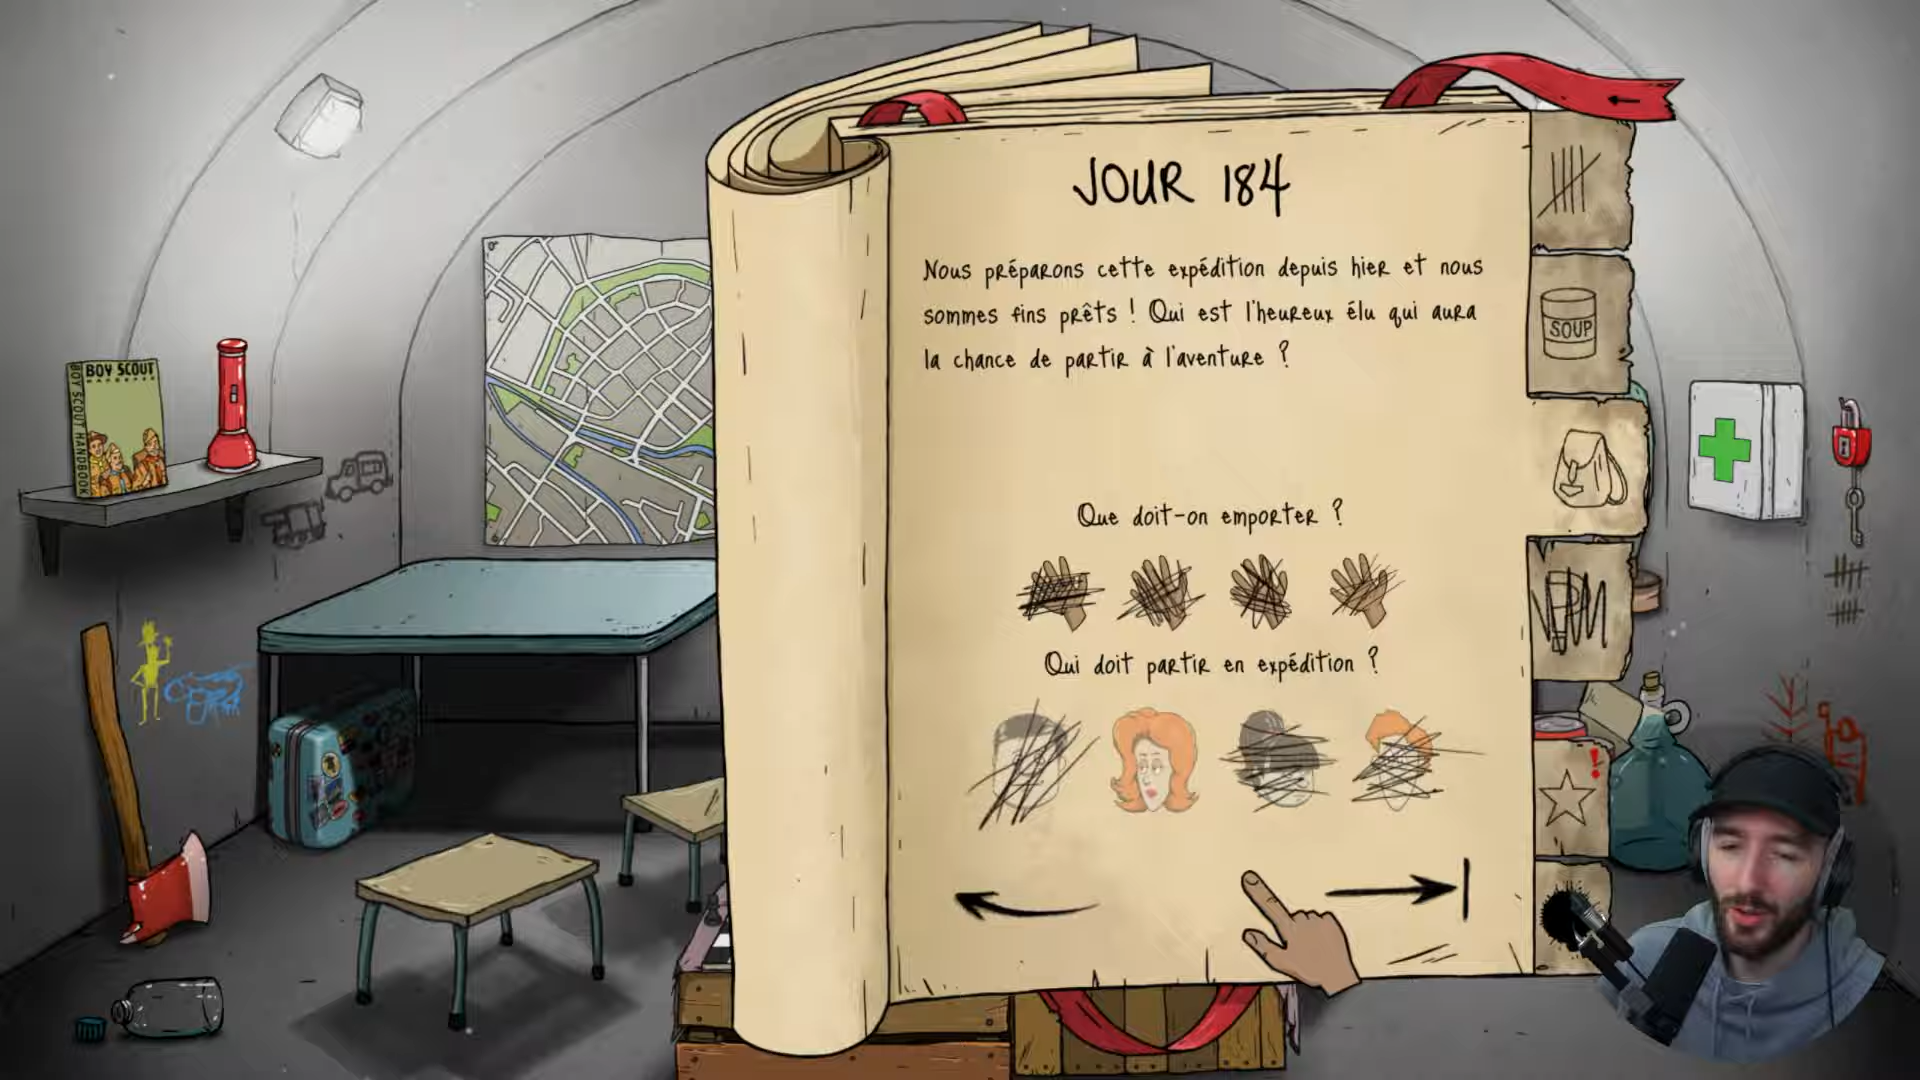 JOUR 184
Nous préparons cette expédition depuis hier et nous
sommes fins prêts ! Qui est l'heureux élu qui aura
la chance de partir à l'aventure ?
Que doit-on emporter ?
Qui doit partir en expédition ?
SOUP
!
BOY SCOUT
HANDBOOK
BOY SCOUT HANDBOOK